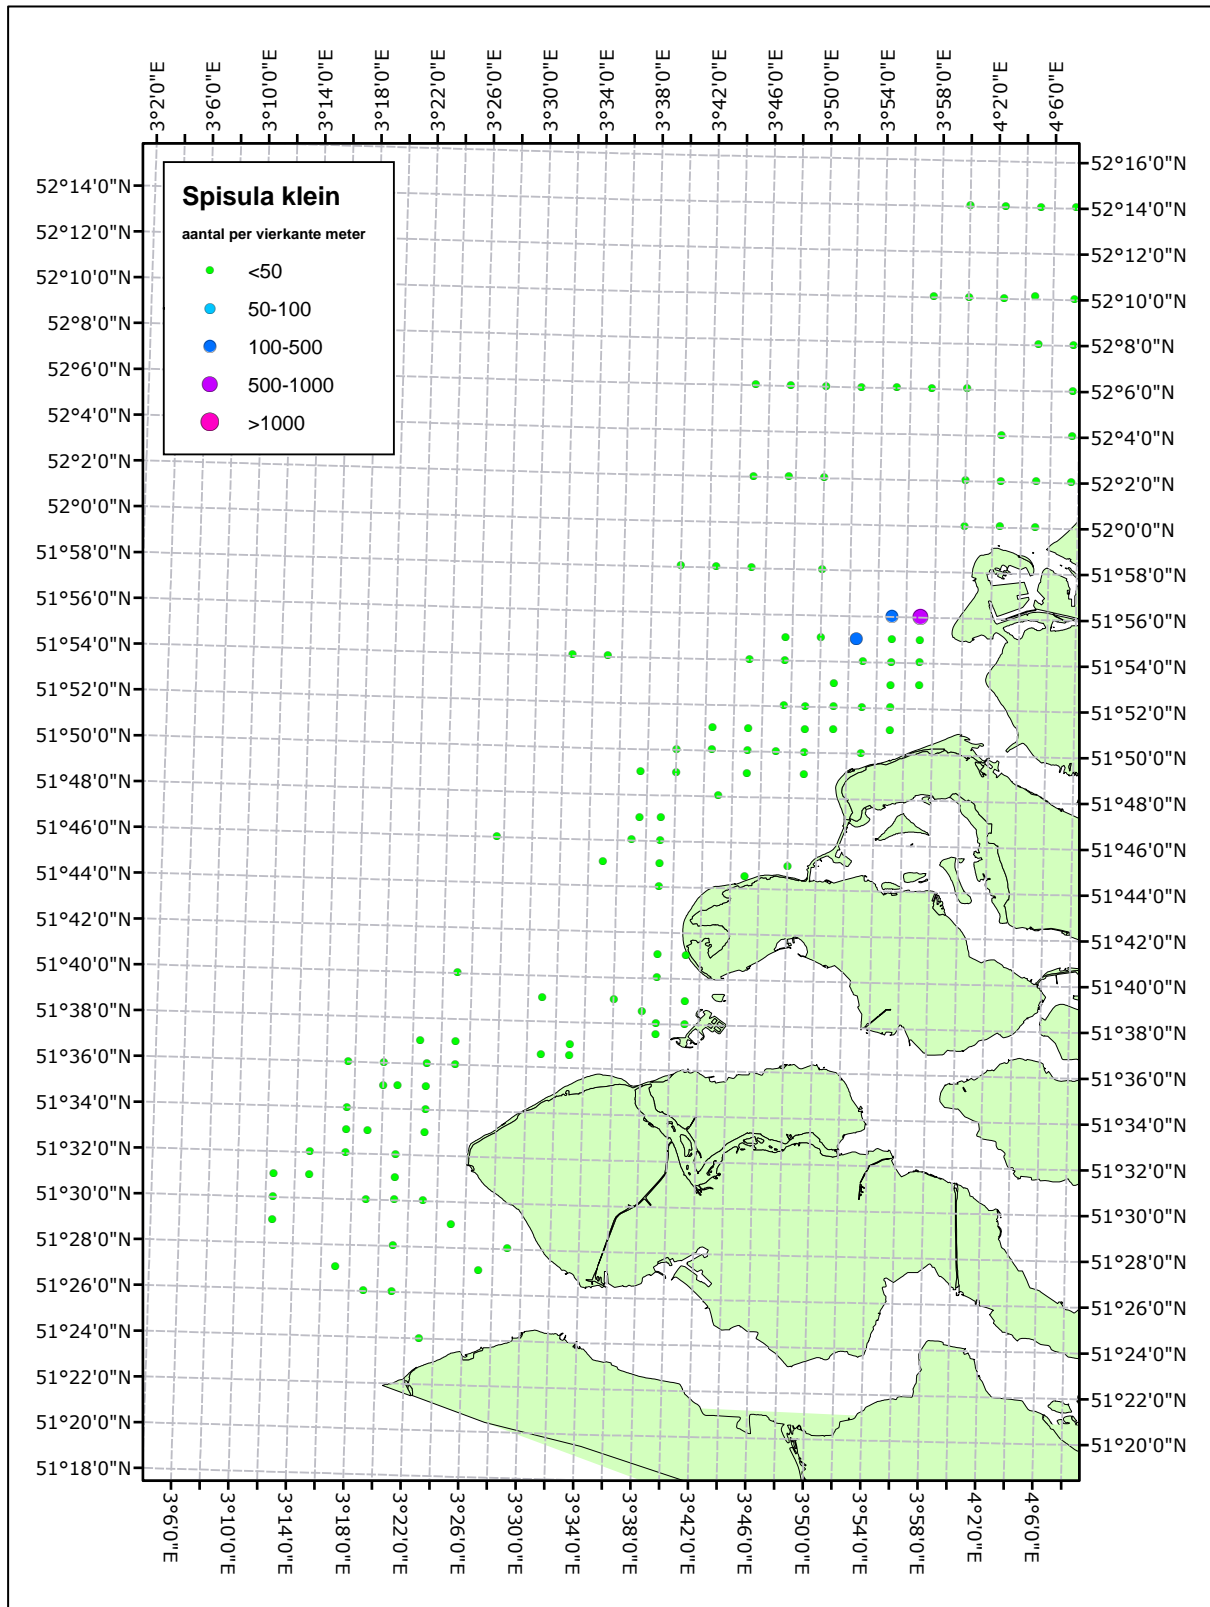 3°2'0"E
3°6'0"E
3°10'0"E
3°14'0"E
3°18'0"E
3°22'0"E
3°26'0"E
3°30'0"E
3°34'0"E
3°38'0"E
3°42'0"E
3°46'0"E
3°50'0"E
3°54'0"E
3°58'0"E
4°2'0"E
4°6'0"E
Spisula klein
aantal per vierkante meter
<50
50-100
100-500
500-1000
>1000
52°14'0"N
52°12'0"N
52°10'0"N
52°8'0"N
52°6'0"N
52°4'0"N
52°2'0"N
52°0'0"N
51°58'0"N
51°56'0"N
51°54'0"N
51°52'0"N
51°50'0"N
51°48'0"N
51°46'0"N
51°44'0"N
51°42'0"N
51°40'0"N
51°38'0"N
51°36'0"N
51°34'0"N
51°32'0"N
51°30'0"N
51°28'0"N
51°26'0"N
51°24'0"N
51°22'0"N
51°20'0"N
51°18'0"N
52°16'0"N
52°14'0"N
52°12'0"N
52°10'0"N
52°8'0"N
52°6'0"N
52°4'0"N
52°2'0"N
52°0'0"N
51°58'0"N
51°56'0"N
51°54'0"N
51°52'0"N
51°50'0"N
51°48'0"N
51°46'0"N
51°44'0"N
51°42'0"N
51°40'0"N
51°38'0"N
51°36'0"N
51°34'0"N
51°32'0"N
51°30'0"N
51°28'0"N
51°26'0"N
51°24'0"N
51°22'0"N
51°20'0"N
3°6'0"E
3°10'0"E
3°14'0"E
3°18'0"E
3°22'0"E
3°26'0"E
3°30'0"E
3°34'0"E
3°38'0"E
3°42'0"E
3°46'0"E
3°50'0"E
3°54'0"E
3°58'0"E
4°2'0"E
4°6'0"E